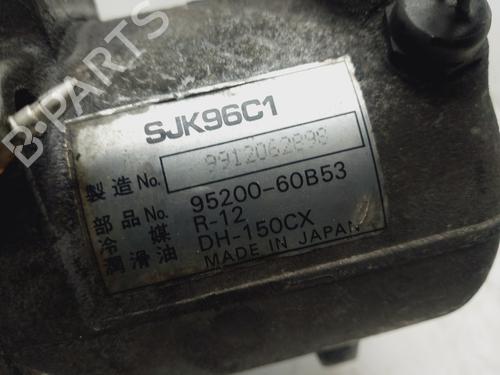 B-PARTS
SJK96C1
製造 No. 9912062898
部品 No. 95200-60B53
冷媒 R-12
潤滑油 DH-150CX
MADE IN JAPAN